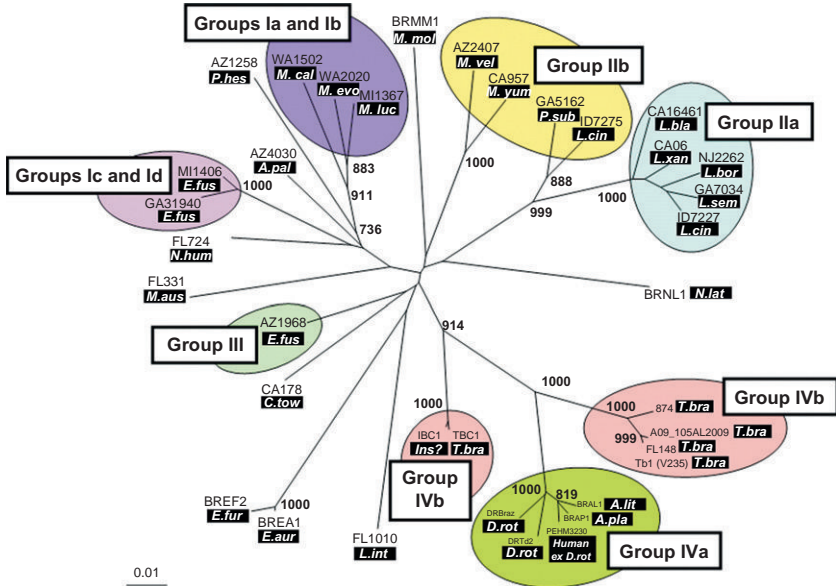 Groups Ia and Ib
BRMM1
M. mol
AZ1258
P.hes
WA1502
M. cal
WA2020
M. evo
MI1367
M. luc
AZ2407
M. vel
CA957
M. yum
Group IIb
GA5162
P.sub
ID7275
L.cin
CA16461
L.bla
Group IIa
CA06
L.xan
NJ2262
L.bor
GA7034
L.sem
ID7227
L.cin
Groups Ic and Id
MI1406
E.fus
GA31940
E.fus
1000
AZ4030
A.pal
883
911
736
1000
888
999
1000
FL724
N.hum
FL331
M.aus
BRNL1 N.lat
AZ1968
E.fus
Group III
CA178
C.tow
914
1000
1000
IBC1
Ins?
TBC1
T.bra
Group
IVb
1000
999
874 T.bra
A09_105AL2009 T.bra
FL148 T.bra
Tb1 (V235) T.bra
Group IVb
BREF2
E.fur
1000
BREA1
E.aur
FL1010
L.int
1000
819
DRBraz
D.rot
DRTd2
D.rot
BRAL1 A.lit
BRAP1 A.pla
PEHM3230
Human
ex D.rot
Group IVa
0.01